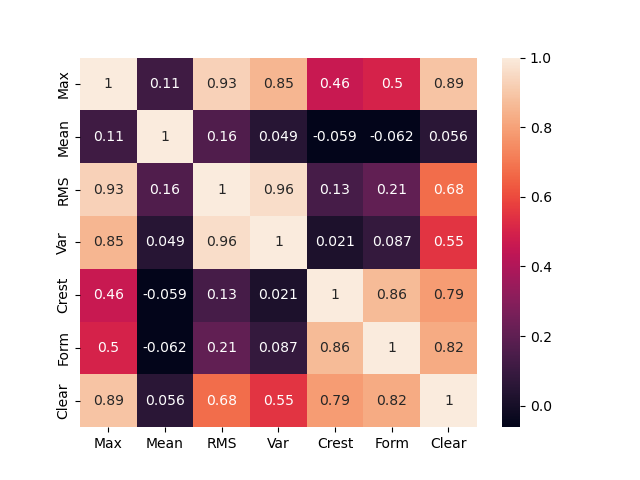 Max 1 0.11 0.93 0.85 0.46 0.5 0.89
Mean 0.11 1 0.16 0.049 -0.059 -0.062 0.056
RMS 0.93 0.16 1 0.96 0.13 0.21 0.68
Var 0.85 0.049 0.96 1 0.021 0.087 0.55
Crest 0.46 -0.059 0.13 0.021 1 0.86 0.79
Form 0.5 -0.062 0.21 0.087 0.86 1 0.82
Clear 0.89 0.056 0.68 0.55 0.79 0.82 1
Max Mean RMS Var Crest Form Clear
1.0
0.8
0.6
0.4
0.2
0.0